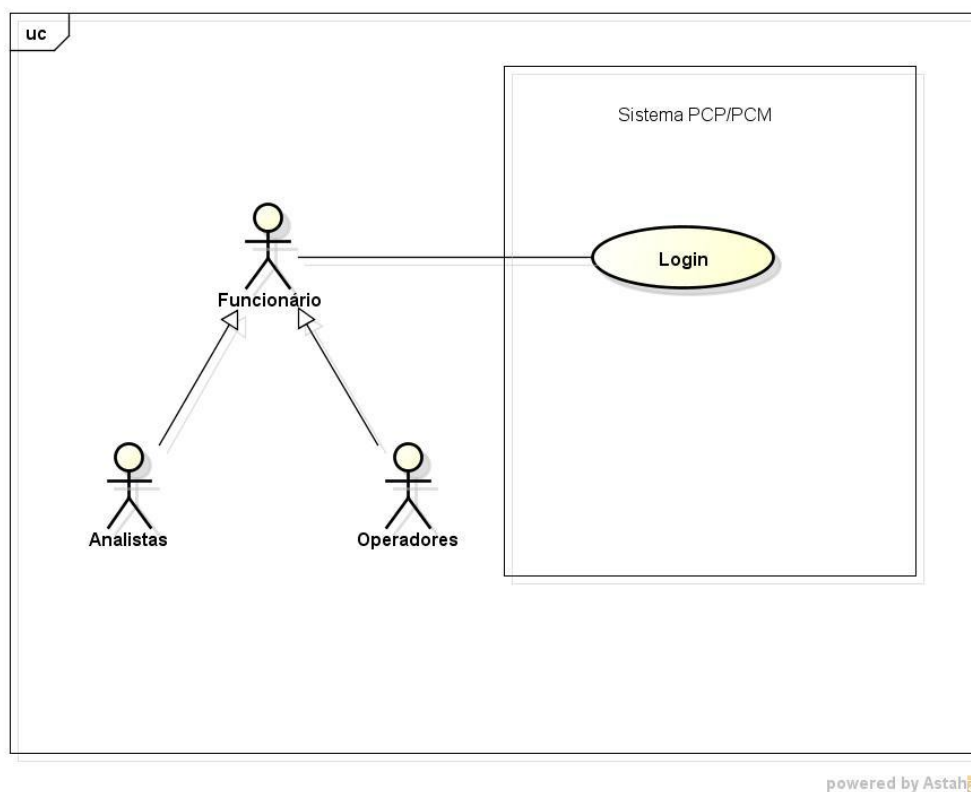 uc
Sistema PCP/PCM
Login
Funcionário
Analistas
Operadores
powered by Astah